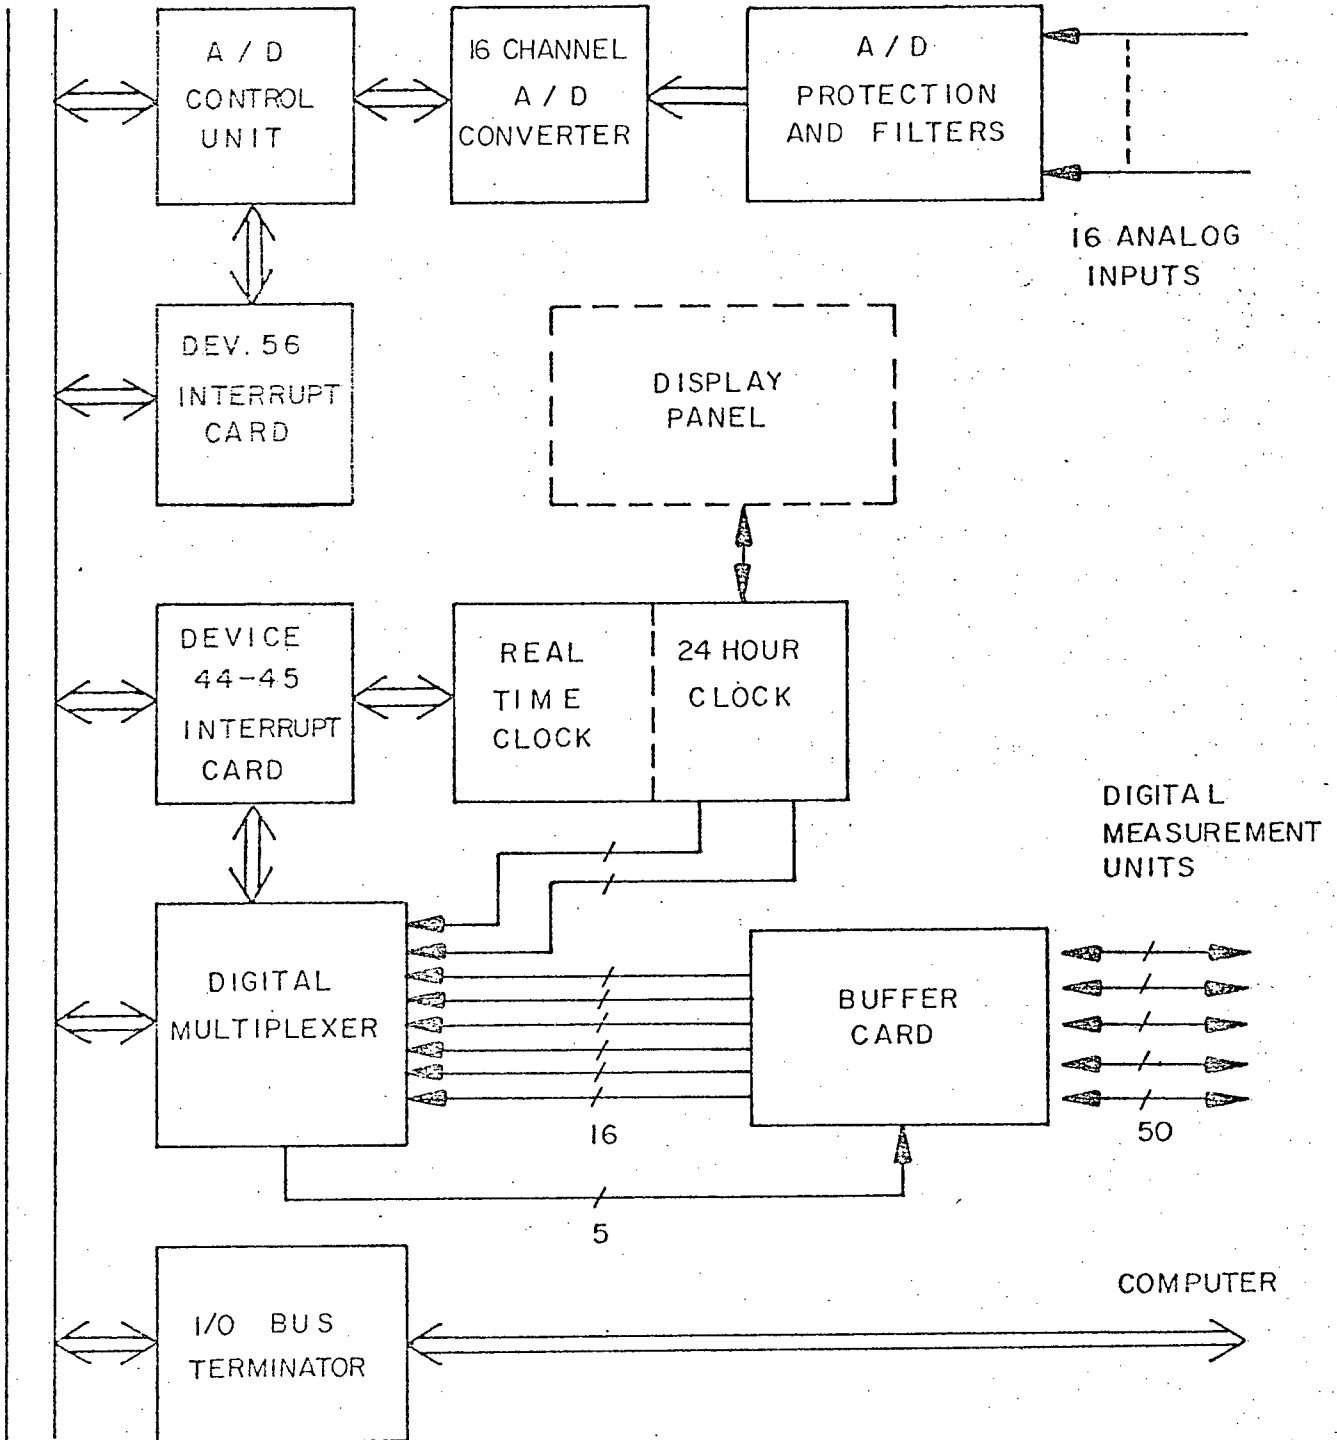 A / D
CONTROL
UNIT
16 CHANNEL
A / D
CONVERTER
A / D
PROTECTION
AND FILTERS
16 ANALOG
INPUTS
DEV. 56
INTERRUPT
CARD
DISPLAY
PANEL
DEVICE
44-45
INTERRUPT
CARD
REAL
TIME
CLOCK
24 HOUR
CLOCK
DIGITAL
MEASUREMENT
UNITS
DIGITAL
MULTIPLEXER
BUFFER
CARD
16
50
5
COMPUTER
I/O BUS
TERMINATOR